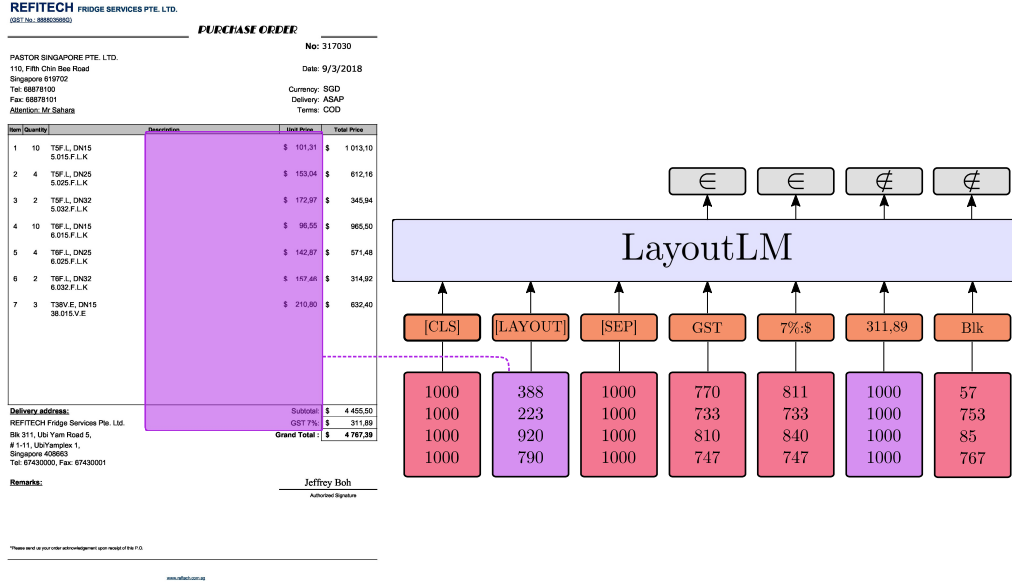 REFITECH FRIDGE SERVICES PTE. LTD.
(GST No.: 888803566G)
PURCHASE ORDER
No: 317030
PASTOR SINGAPORE PTE. LTD.
110, Fifth Chin Bee Road
Date: 9/3/2018
Singapore 619702
Tel: 68878100
Currency: SGD
Fax: 68878101
Delivery: ASAP
Attention: Mr Sahara
Terms: COD
Item Quantity Description Unit Price Total Price
1 10 T5F.L, DN15 $ 101,31 $ 1 013,10
5.015.F.L.K
2 4 T5F.L, DN25 $ 153,04 $ 612,16
5.025.F.L.K
3 2 T5F.L, DN32 $ 172,97 $ 345,94
5.032.F.L.K
4 10 T6F.L, DN15 $ 96,55 $ 965,50
6.015.F.L.K
5 4 T6F.L, DN25 $ 142,87 $ 571,48
6.025.F.L.K
6 2 T6F.L, DN32 $ 157,46 $ 314,92
6.032.F.L.K
7 3 T38V.E, DN15 $ 210,80 $ 632,40
38.015.V.E
Delivery address:
Subtotal: $ 4 455,50
REFITECH Fridge Services Pte. Ltd.
GST 7%: $ 311,89
Blk 311, Ubi Yam Road 5,
Grand Total : $ 4 767,39
# 1-11, UbiYamplex 1,
Singapore 408663
Tel: 67430000, Fax: 67430001
Remarks:
Jeffrey Boh
Authorized Signature
*Please send us your order acknowledgement upon receipt of this P.O.
www.refitech.com.sg
∈ ∈ ∉ ∉
LayoutLM
[CLS] [LAYOUT] [SEP] GST 7%:$ 311,89 Blk
1000 388 1000 770 811 1000 57
1000 223 1000 733 733 1000 753
1000 920 1000 810 840 1000 85
1000 790 1000 747 747 1000 767